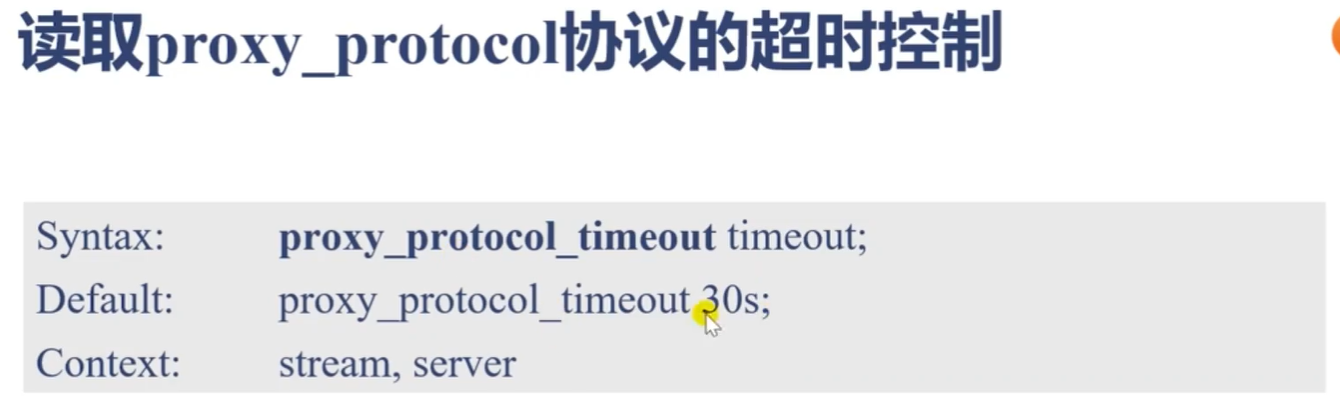 读取proxy_protocol协议的超时控制
Syntax: proxy_protocol_timeout timeout;
Default: proxy_protocol_timeout 30s;
Context: stream, server